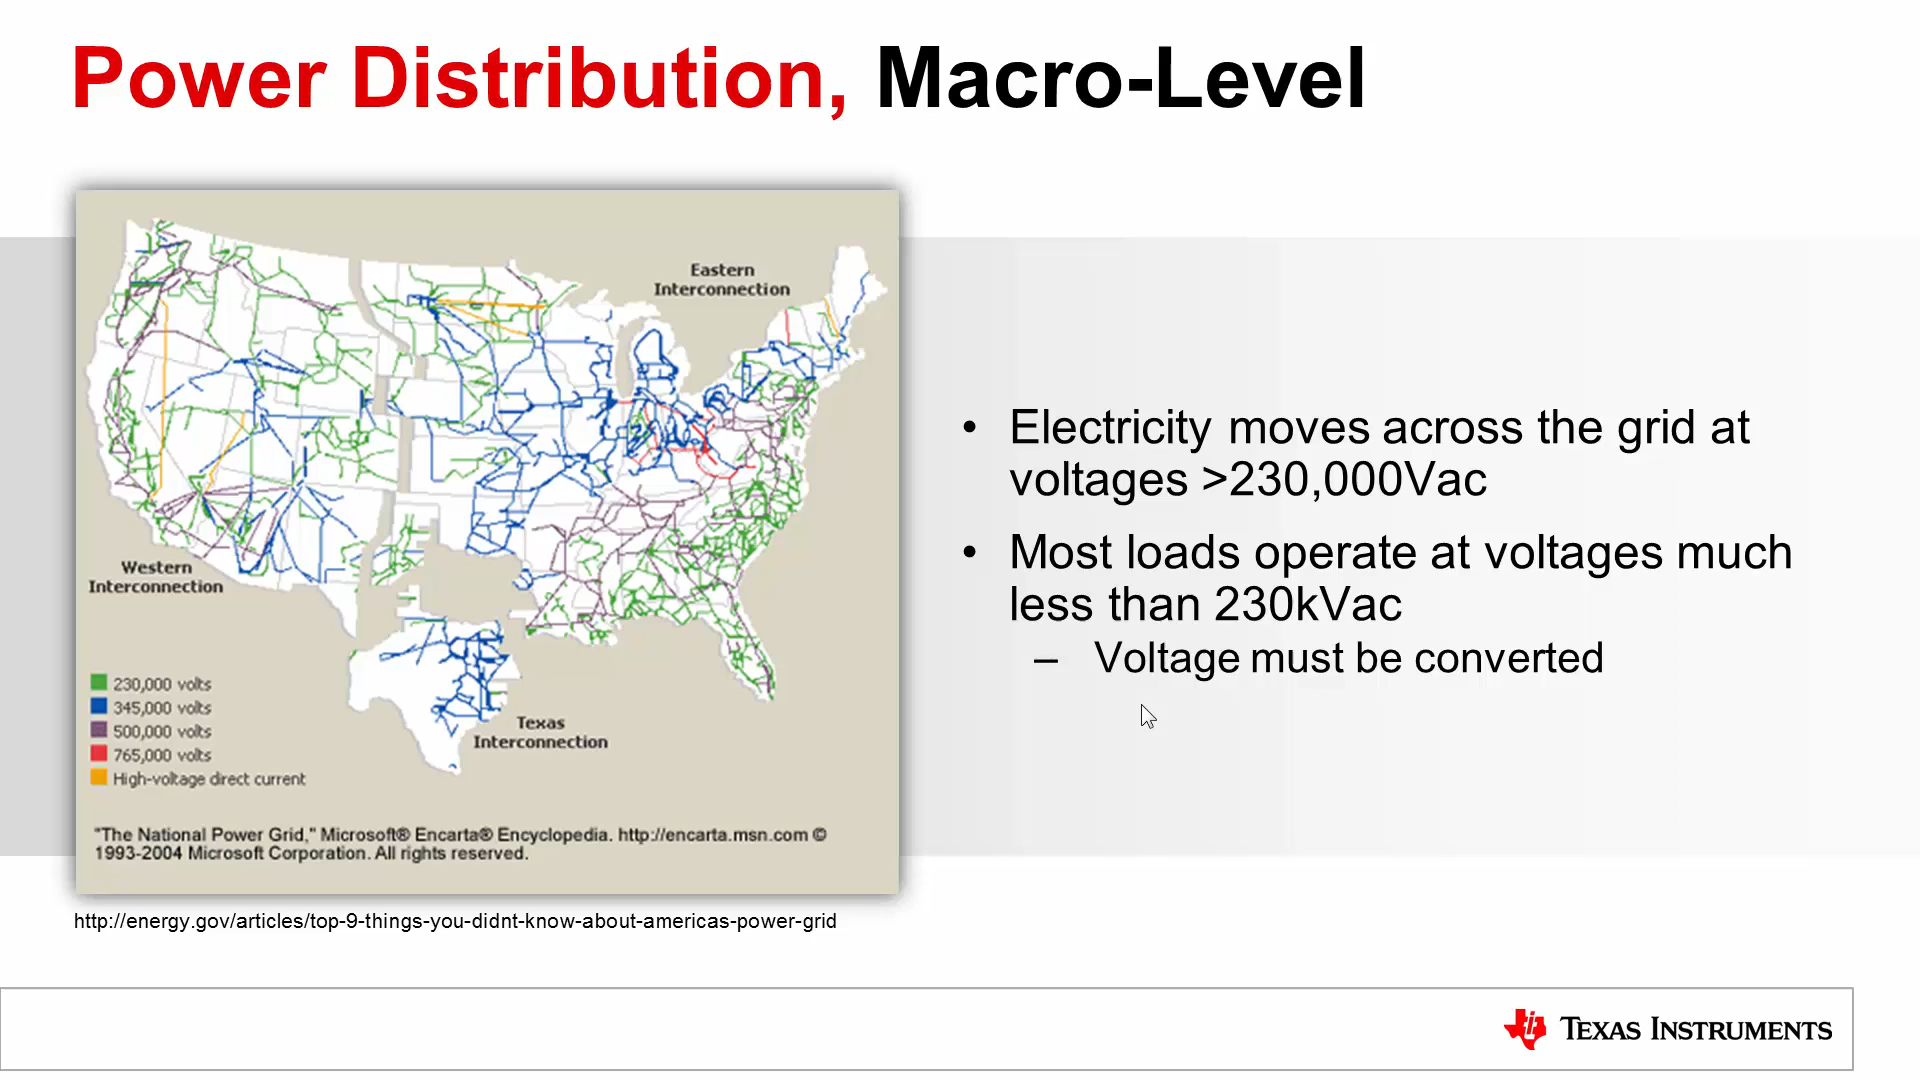 Power Distribution, Macro-Level
Eastern
Interconnection
Western
Interconnection
Texas
Interconnection
230,000 volts
345,000 volts
500,000 volts
765,000 volts
High-voltage direct current
"The National Power Grid," Microsoft® Encarta® Encyclopedia. http://encarta.msn.com ©
1993-2004 Microsoft Corporation. All rights reserved.
http://energy.gov/articles/top-9-things-you-didnt-know-about-americas-power-grid
• Electricity moves across the grid at
voltages >230,000Vac
• Most loads operate at voltages much
less than 230kVac
– Voltage must be converted
TEXAS INSTRUMENTS